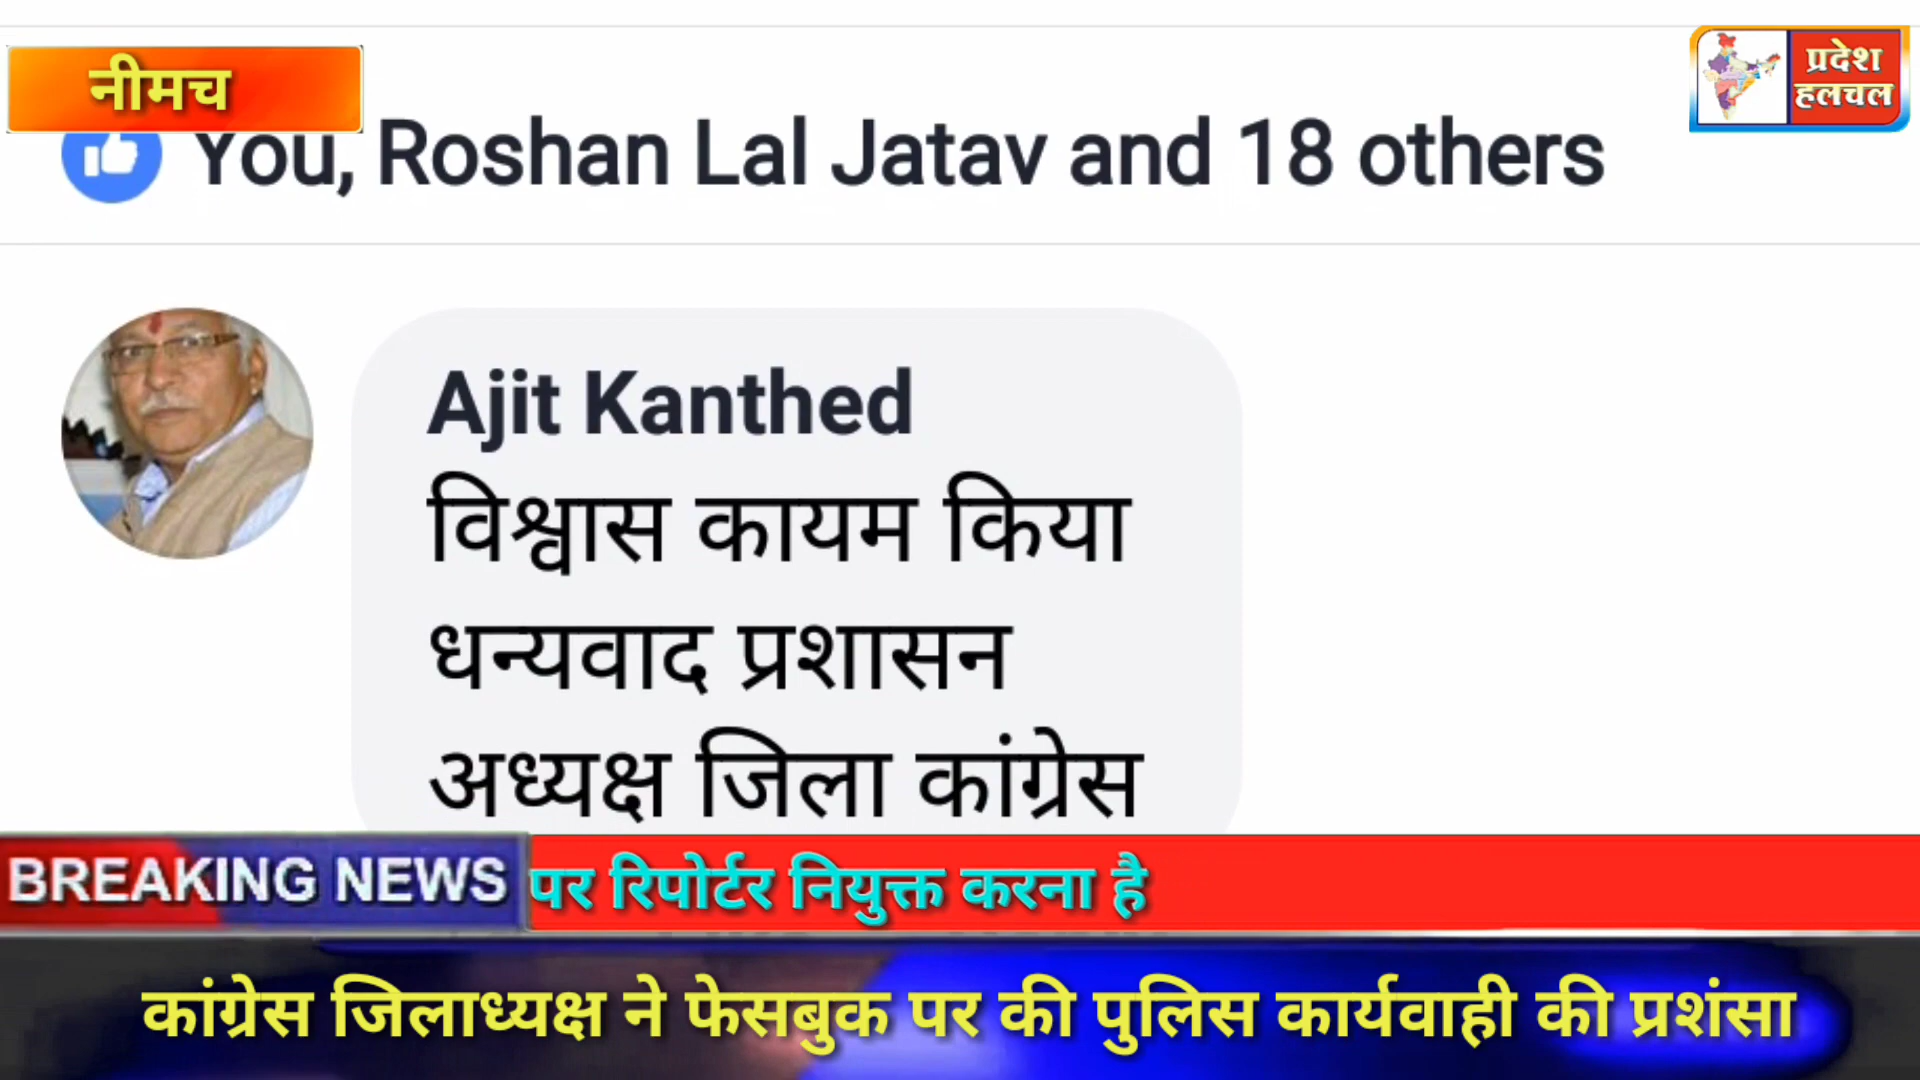 नीमच
प्रदेश
हलचल
You, Roshan Lal Jatav and 18 others
Ajit Kanthed
विश्वास कायम किया
धन्यवाद प्रशासन
अध्यक्ष जिला कांग्रेस
BREAKING NEWS
पर रिपोर्टर नियुक्त करना है
कांग्रेस जिलाध्यक्ष ने फेसबुक पर की पुलिस कार्यवाही की प्रशंसा